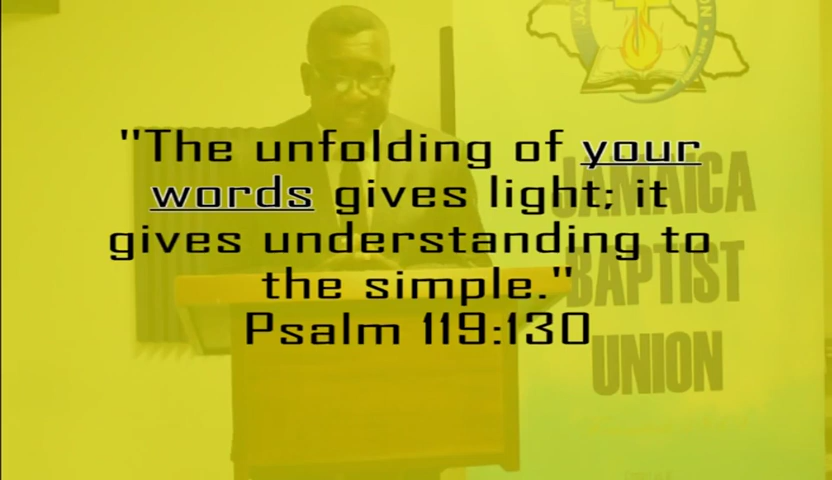 "The unfolding of your
words gives light; it
gives understanding to
the simple."
Psalm 119:130
JAMAICA
BAPTIST
UNION